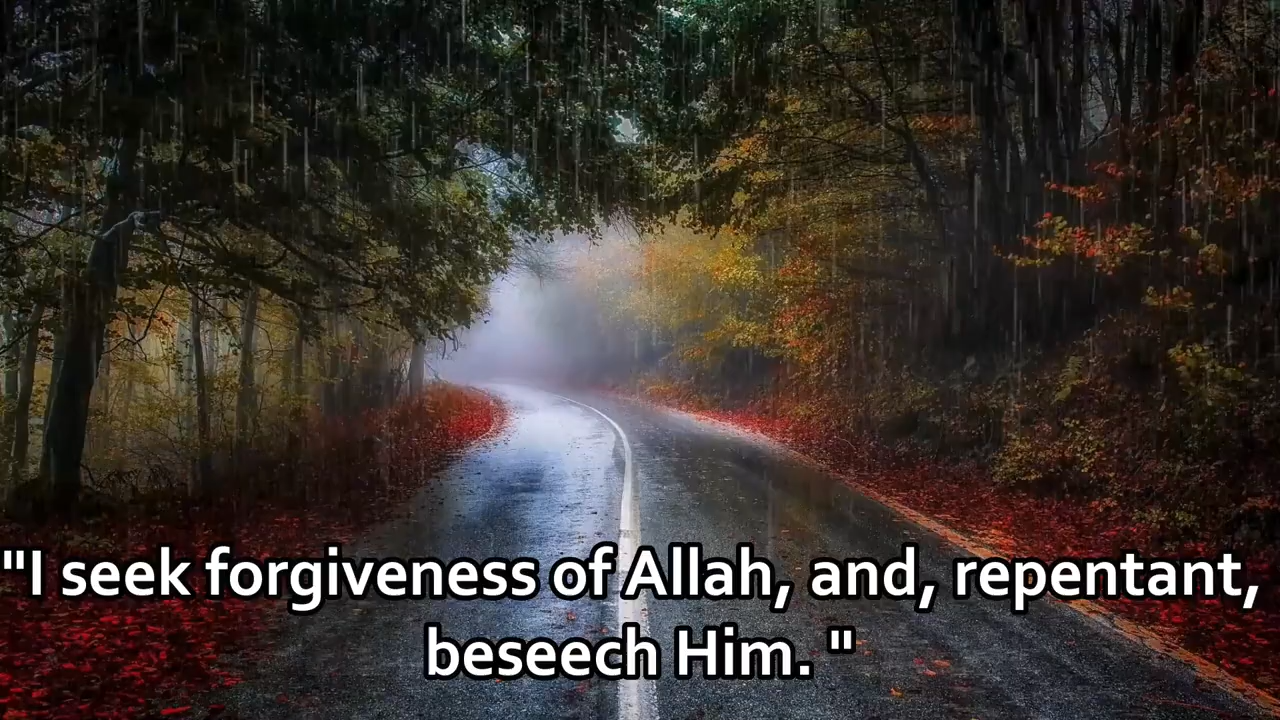 "I seek forgiveness of Allah, and, repentant,
beseech Him. "